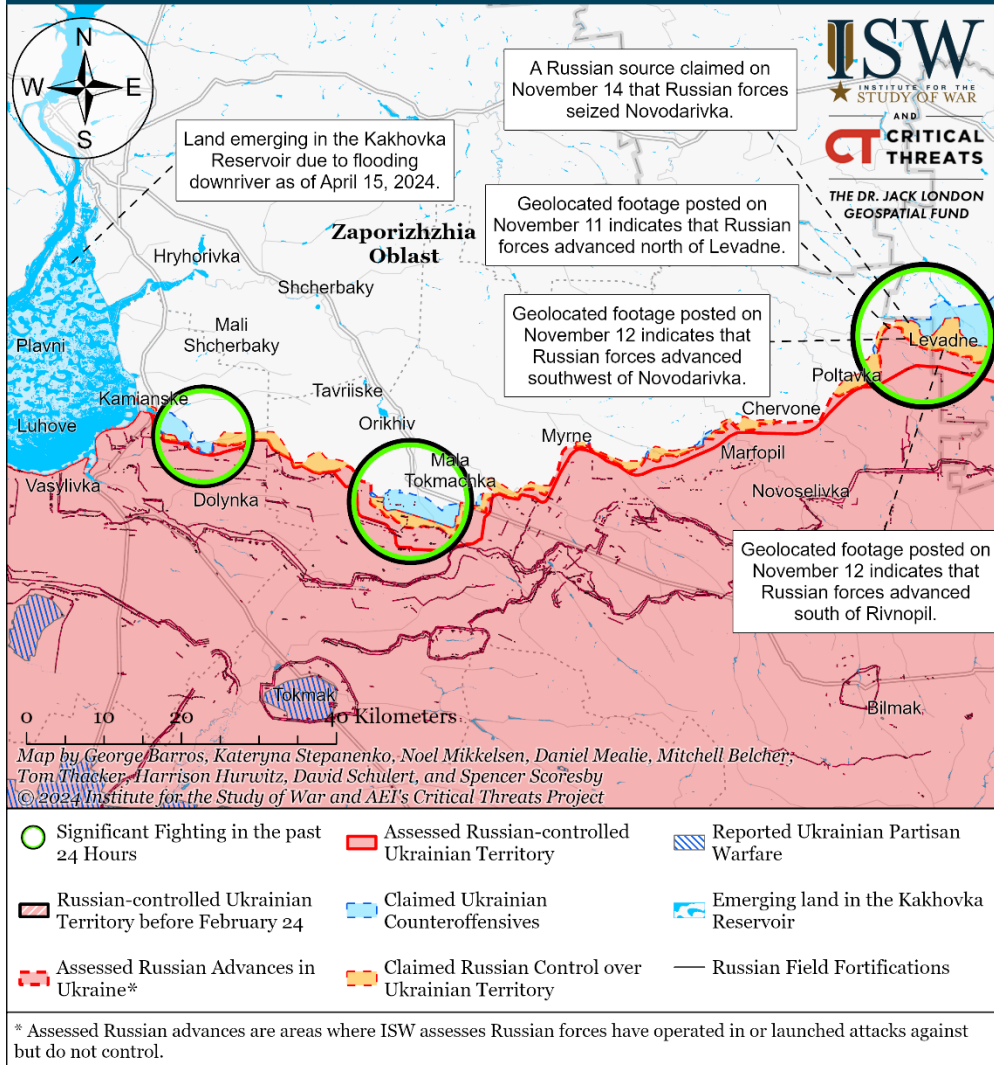 N
W E
S
ISW
INSTITUTE FOR THE
STUDY OF WAR
AND
CT CRITICAL
THREATS
THE DR. JACK LONDON
GEOSPATIAL FUND
A Russian source claimed on
November 14 that Russian forces
seized Novodarivka.
Land emerging in the Kakhovka
Reservoir due to flooding
downriver as of April 15, 2024.
Geolocated footage posted on
November 11 indicates that Russian
forces advanced north of Levadne.
Zaporizhzhia
Oblast
Hryhorivka
Shcherbaky
Geolocated footage posted on
November 12 indicates that
Russian forces advanced
southwest of Novodarivka.
Plavni
Mali
Shcherbaky
Levadne
Poltavka
Kamianske
Tavriiske
Chervone
Luhove
Orikhiv
Myrne
Mala
Tokmachka
Marfopil
Vasylivka
Dolynka
Novoselivka
Geolocated footage posted on
November 12 indicates that
Russian forces advanced
south of Rivnopil.
Tokmak
Bilmak
0 10 20 40 Kilometers
Map by George Barros, Kateryna Stepanenko, Noel Mikkelsen, Daniel Mealie, Mitchell Belcher,
Tom Thacker, Harrison Hurwitz, David Schulert, and Spencer Scoresby
© 2024 Institute for the Study of War and AEI's Critical Threats Project
Significant Fighting in the past
24 Hours
Assessed Russian-controlled
Ukrainian Territory
Reported Ukrainian Partisan
Warfare
Russian-controlled Ukrainian
Territory before February 24
Claimed Ukrainian
Counteroffensives
Emerging land in the Kakhovka
Reservoir
Assessed Russian Advances in
Ukraine*
Claimed Russian Control over
Ukrainian Territory
Russian Field Fortifications
* Assessed Russian advances are areas where ISW assesses Russian forces have operated in or launched attacks against
but do not control.